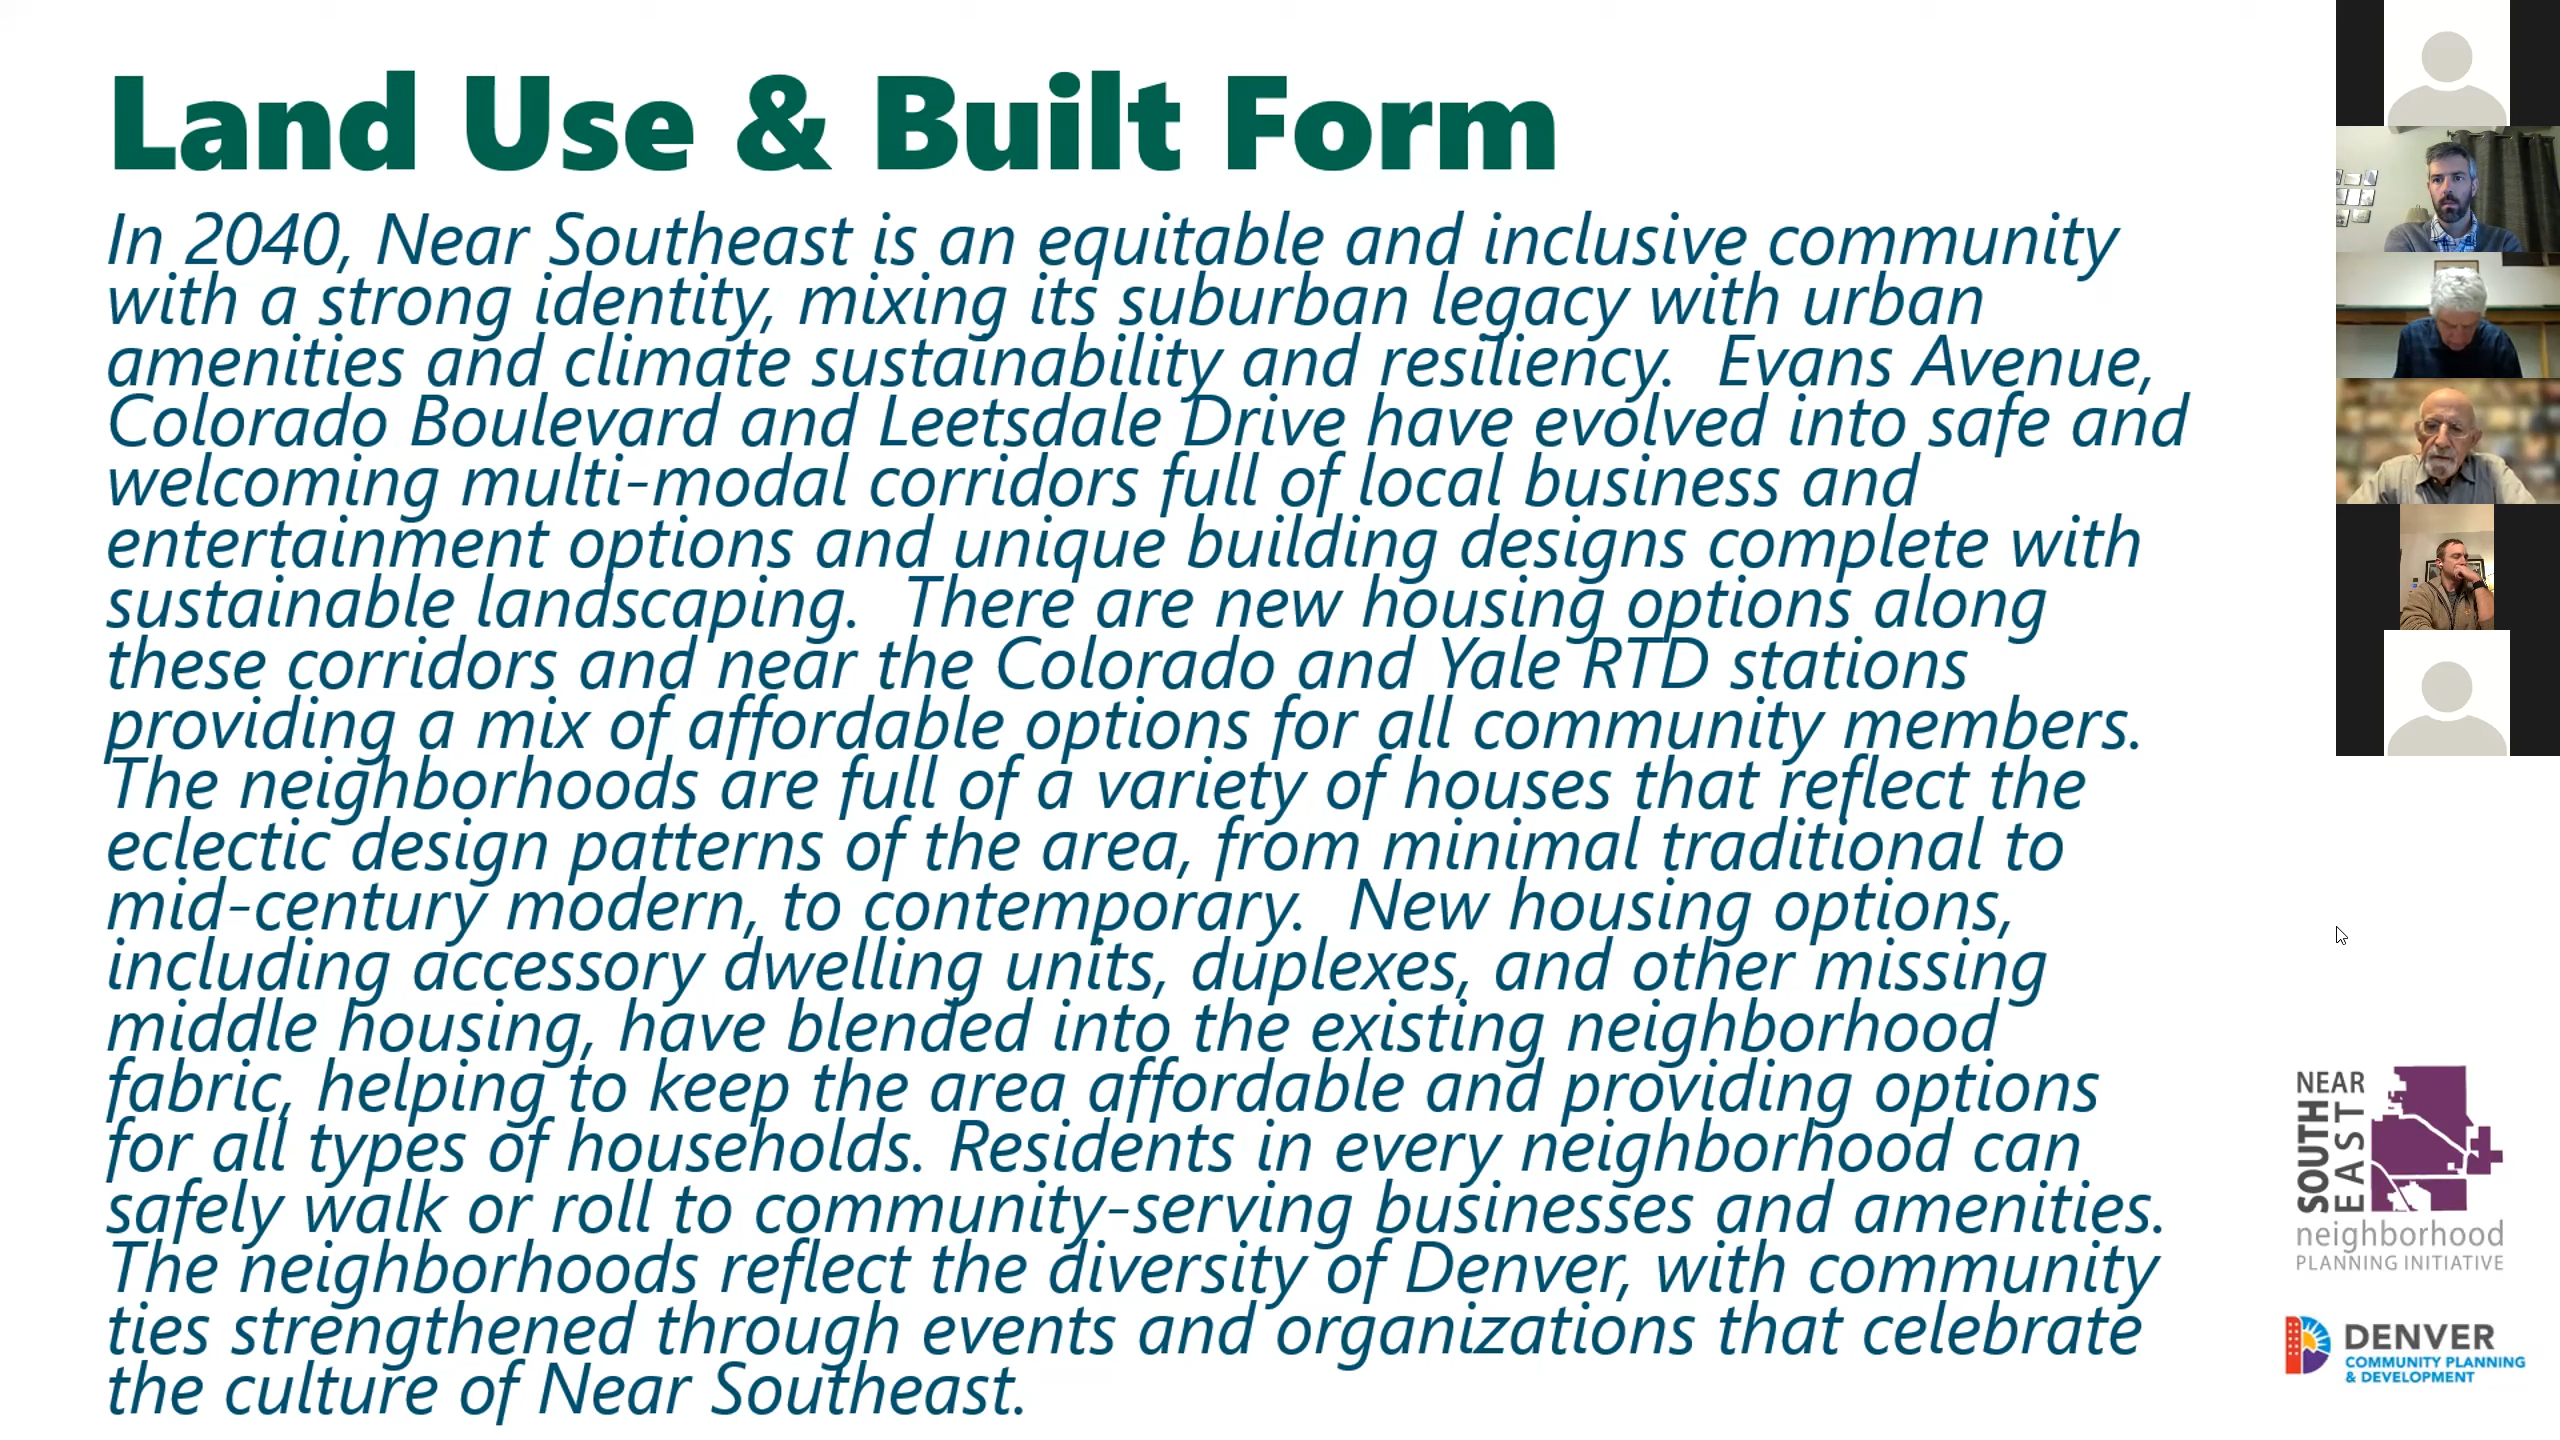 Land Use & Built Form
In 2040, Near Southeast is an equitable and inclusive community
with a strong identity, mixing its suburban legacy with urban
amenities and climate sustainability and resiliency.  Evans Avenue,
Colorado Boulevard and Leetsdale Drive have evolved into safe and
welcoming multi-modal corridors full of local business and
entertainment options and unique building designs complete with
sustainable landscaping.  There are new housing options along
these corridors and near the Colorado and Yale RTD stations
providing a mix of affordable options for all community members.
The neighborhoods are full of a variety of houses that reflect the
eclectic design patterns of the area, from minimal traditional to
mid-century modern, to contemporary.  New housing options,
including accessory dwelling units, duplexes, and other missing
middle housing, have blended into the existing neighborhood
fabric, helping to keep the area affordable and providing options
for all types of households. Residents in every neighborhood can
safely walk or roll to community-serving businesses and amenities.
The neighborhoods reflect the diversity of Denver, with community
ties strengthened through events and organizations that celebrate
the culture of Near Southeast.
NEAR
SOUTH
EAST
neighborhood
PLANNING INITIATIVE
DENVER
COMMUNITY PLANNING
& DEVELOPMENT